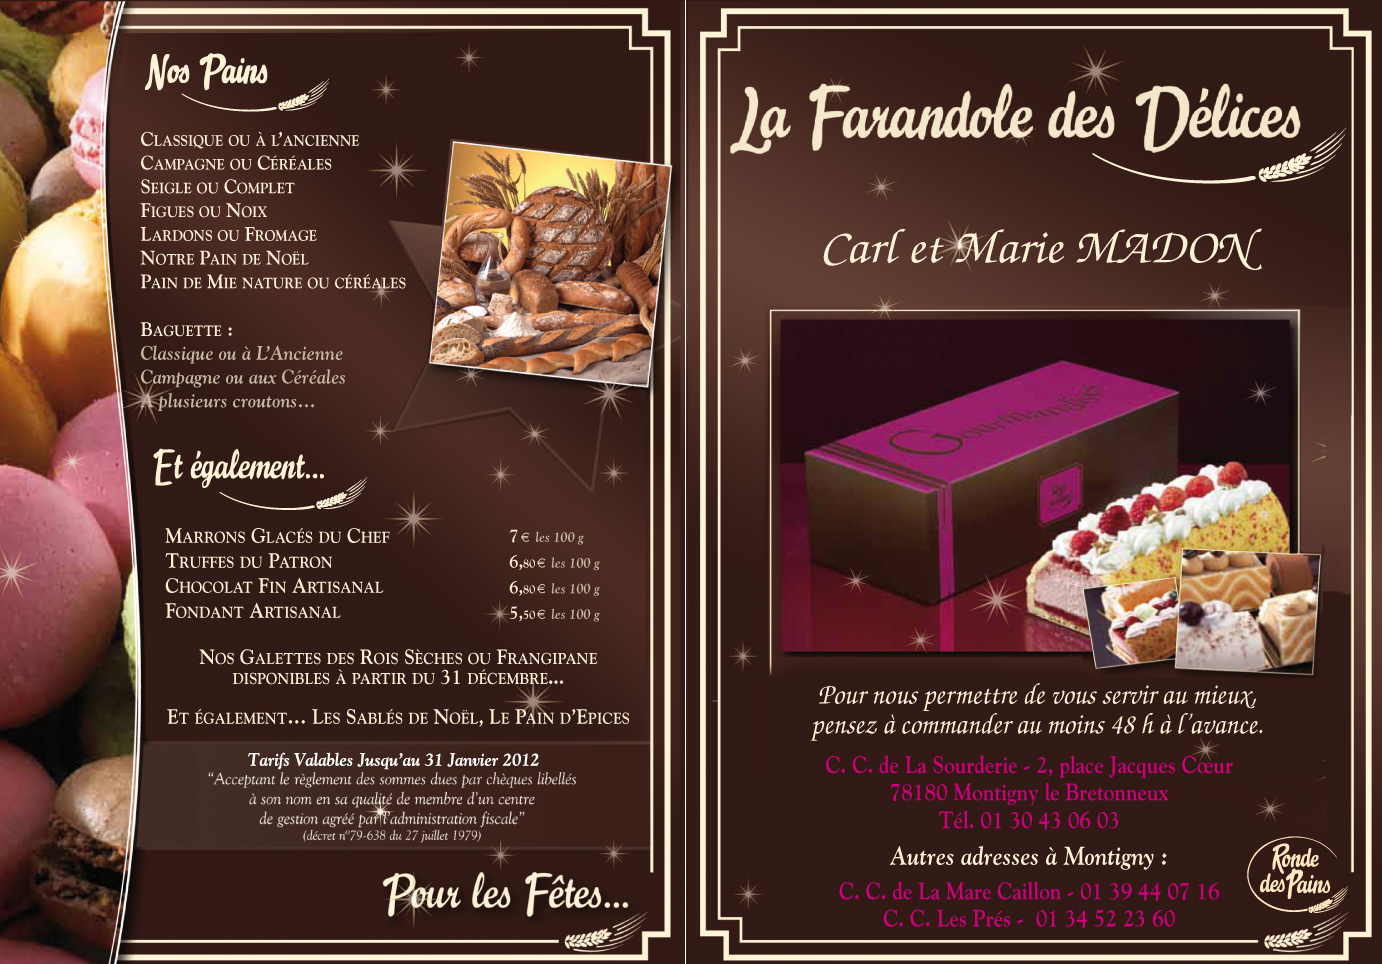 Nos Pains
Classique ou à l'ancienne
Campagne ou Céréales
Seigle ou Complet
Figues ou Noix
Lardons ou Fromage
Notre Pain de Noël
Pain de Mie nature ou céréales
Baguette :
Classique ou à L'Ancienne
Campagne ou aux Céréales
A plusieurs croutons...
Et également...
Marrons Glacés du Chef 7 € les 100 g
Truffes du Patron 6,80 € les 100 g
Chocolat Fin Artisanal 6,80 € les 100 g
Fondant Artisanal 5,50 € les 100 g
Nos Galettes des Rois Sèches ou Frangipane
disponibles à partir du 31 décembre...
Et également... Les Sablés de Noël, Le Pain d'Epices
Tarifs Valables Jusqu'au 31 Janvier 2012
“Acceptant le règlement des sommes dues par chèques libellés
à son nom en sa qualité de membre d'un centre
de gestion agréé par l'administration fiscale”
(décret n°79-638 du 27 juillet 1979)
Pour les Fêtes...
La Farandole des Délices
Carl et Marie MADON
Gourmandise
Pour nous permettre de vous servir au mieux,
pensez à commander au moins 48 h à l'avance.
C. C. de La Sourderie - 2, place Jacques Cœur
78180 Montigny le Bretonneux
Tél. 01 30 43 06 03
Autres adresses à Montigny :
C. C. de La Mare Caillon - 01 39 44 07 16
C. C. Les Prés - 01 34 52 23 60
Ronde
des Pains